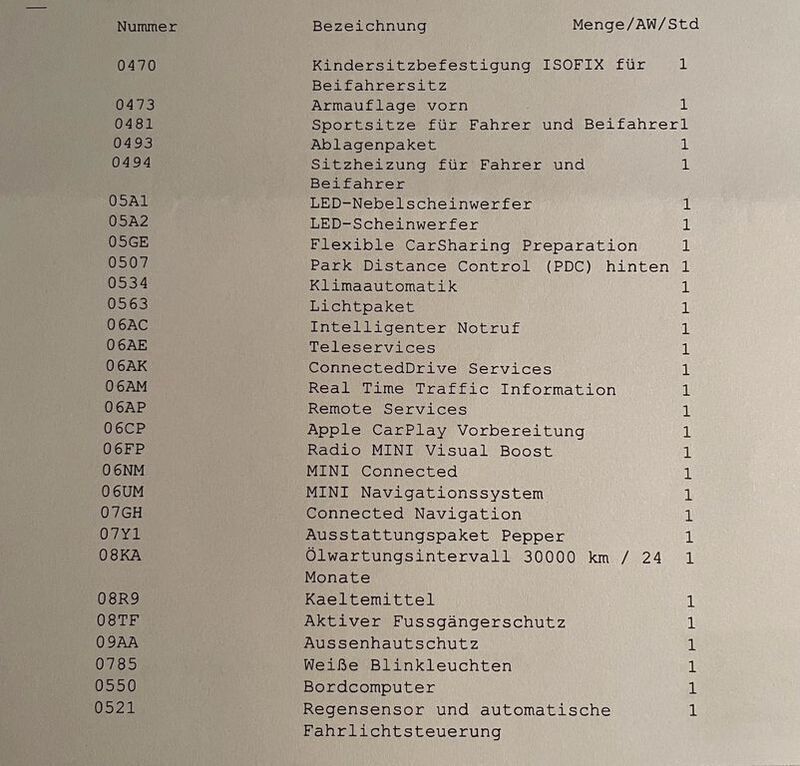 Nummer Bezeichnung Menge/AW/Std
0470 Kindersitzbefestigung ISOFIX für 1
Beifahrersitz
0473 Armauflage vorn 1
0481 Sportsitze für Fahrer und Beifahrer1
0493 Ablagenpaket 1
0494 Sitzheizung für Fahrer und 1
Beifahrer
05A1 LED-Nebelscheinwerfer 1
05A2 LED-Scheinwerfer 1
05GE Flexible CarSharing Preparation 1
0507 Park Distance Control (PDC) hinten 1
0534 Klimaautomatik 1
0563 Lichtpaket 1
06AC Intelligenter Notruf 1
06AE Teleservices 1
06AK ConnectedDrive Services 1
06AM Real Time Traffic Information 1
06AP Remote Services 1
06CP Apple CarPlay Vorbereitung 1
06FP Radio MINI Visual Boost 1
06NM MINI Connected 1
06UM MINI Navigationssystem 1
07GH Connected Navigation 1
07Y1 Ausstattungspaket Pepper 1
08KA Ölwartungsintervall 30000 km / 24 1
Monate
08R9 Kaeltemittel 1
08TF Aktiver Fussgängerschutz 1
09AA Aussenhautschutz 1
0785 Weiße Blinkleuchten 1
0550 Bordcomputer 1
0521 Regensensor und automatische 1
Fahrlichtsteuerung